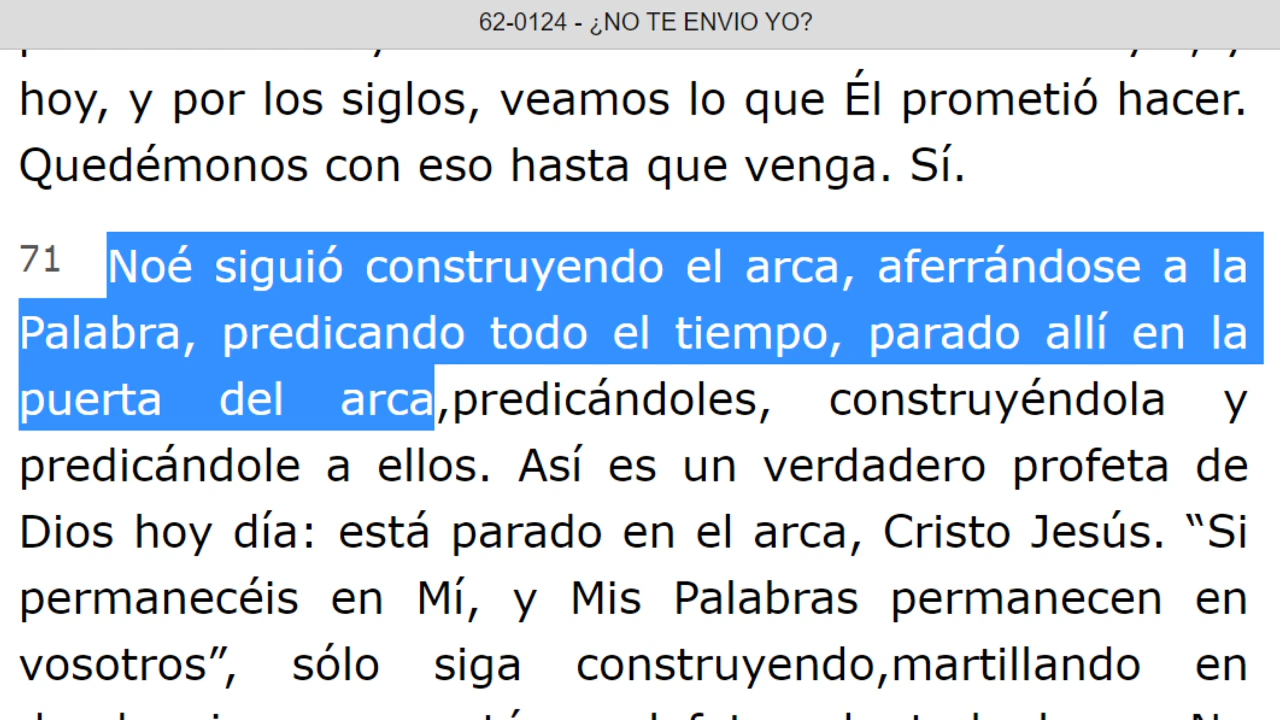 62-0124 - ¿NO TE ENVIO YO?
hoy, y por los siglos, veamos lo que Él prometió hacer.
Quedémonos con eso hasta que venga. Sí.
71 Noé siguió construyendo el arca, aferrándose a la
Palabra, predicando todo el tiempo, parado allí en la
puerta del arca,predicándoles, construyéndola y
predicándole a ellos. Así es un verdadero profeta de
Dios hoy día: está parado en el arca, Cristo Jesús. “Si
permanecéis en Mí, y Mis Palabras permanecen en
vosotros”, sólo siga construyendo,martillando en